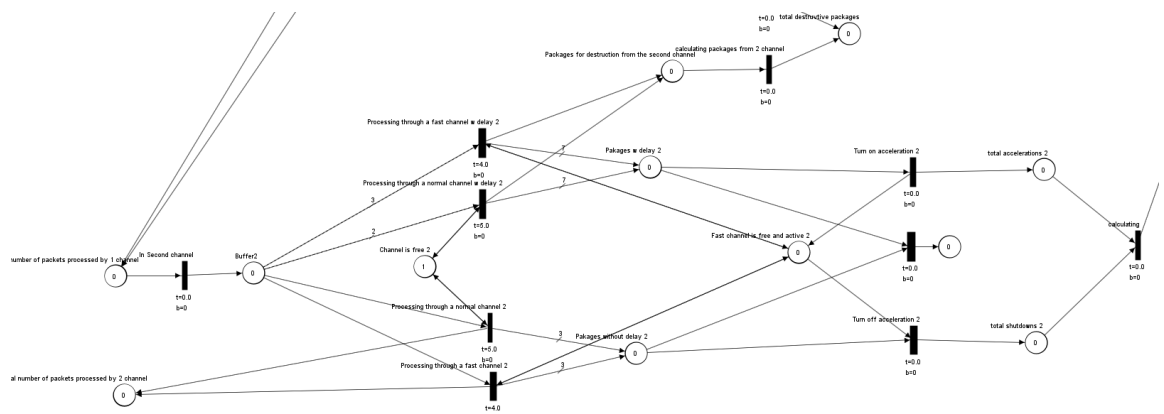 t=0.0
b=0
total destruvtive packages
0
Packages for destruction from the second channel
calculating packages from 2 channel
0
t=0.0
b=0
Processing through a fast channel w delay 2
t=4.0
b=0
7
Pakages w delay 2
0
Turn on acceleration 2
t=0.0
b=0
total accelerations 2
0
Processing through a normal channel w delay 2
t=5.0
b=0
7
3
2
calculating
t=0.0
b=0
Fast channel is free and active 2
0
t=0.0
b=0
0
number of packets processed by 1 channel
0
In Second channel
t=0.0
b=0
Buffer2
0
Channel is free 2
1
Processing through a normal channel 2
t=5.0
b=0
3
Pakages without delay 2
0
Turn off acceleration 2
t=0.0
b=0
total shutdowns 2
0
Processing through a fast channel 2
t=4.0
3
al number of packets processed by 2 channel
0